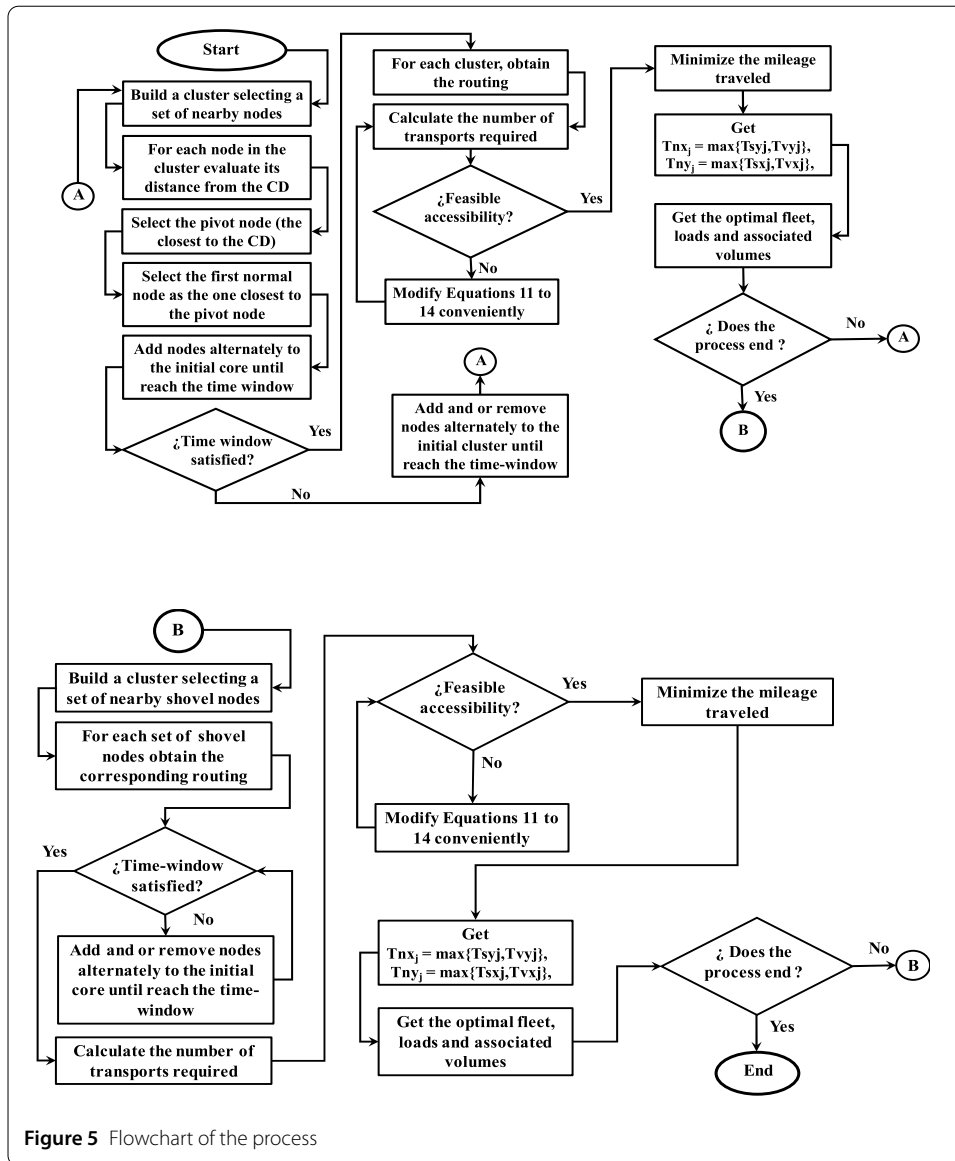 Start
Build a cluster selecting a
set of nearby nodes
For each node in the
cluster evaluate its
distance from the CD
A
Select the pivot node (the
closest to the CD)
Select the first normal
node as the one closest to
the pivot node
Add nodes alternately to
the initial core until
reach the time window
¿Time window
satisfied?
Yes
No
For each cluster, obtain
the routing
Calculate the number of
transports required
¿Feasible
accessibility?
Yes
No
Modify Equations 11 to
14 conveniently
A
Add and or remove
nodes alternately to the
initial cluster until
reach the time-window
Minimize the mileage
traveled
Get
Tnxj = max{Tsyj,Tvyj},
Tnyj = max{Tsxj,Tvxj},
Get the optimal fleet,
loads and associated
volumes
¿ Does the
process end ?
No
A
Yes
B
B
Build a cluster selecting a
set of nearby shovel nodes
For each set of shovel
nodes obtain the
corresponding routing
Yes
¿Time-window
satisfied?
No
Add and or remove nodes
alternately to the initial
core until reach the time-
window
Calculate the number of
transports required
¿Feasible
accessibility?
Yes
No
Modify Equations 11 to
14 conveniently
Minimize the mileage
traveled
Get
Tnxj = max{Tsyj,Tvyj},
Tnyj = max{Tsxj,Tvxj},
Get the optimal fleet,
loads and associated
volumes
¿ Does the
process end ?
No
B
Yes
End
Figure 5 Flowchart of the process